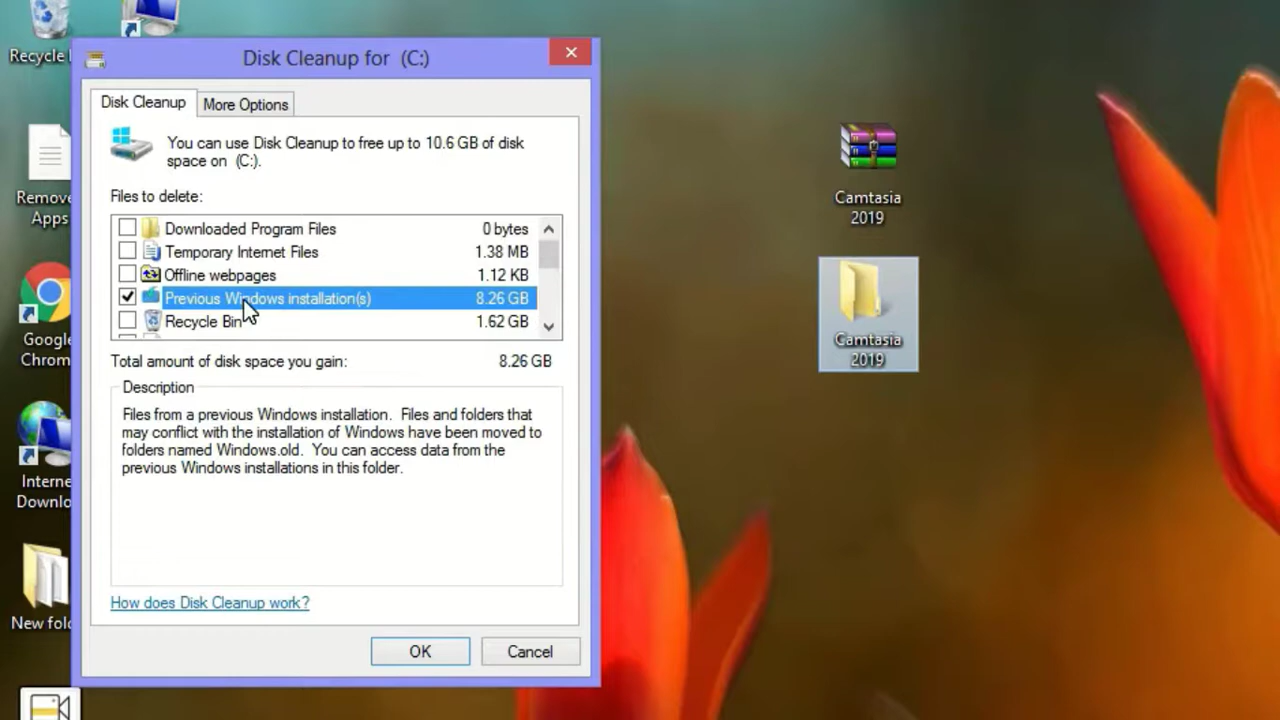 Recycle
Disk Cleanup for (C:)
Disk Cleanup
More Options
You can use Disk Cleanup to free up to 10.6 GB of disk
space on (C:).
Files to delete:
Downloaded Program Files 0 bytes
Temporary Internet Files 1.38 MB
Offline webpages 1.12 KB
Previous Windows installation(s) 8.26 GB
Recycle Bin 1.62 GB
Total amount of disk space you gain: 8.26 GB
Description
Files from a previous Windows installation. Files and folders that
may conflict with the installation of Windows have been moved to
folders named Windows.old. You can access data from the
previous Windows installations in this folder.
How does Disk Cleanup work?
OK
Cancel
Remove
Apps
Google
Chrom
Interne
Downlo
New fol
Camtasia
2019
Camtasia
2019